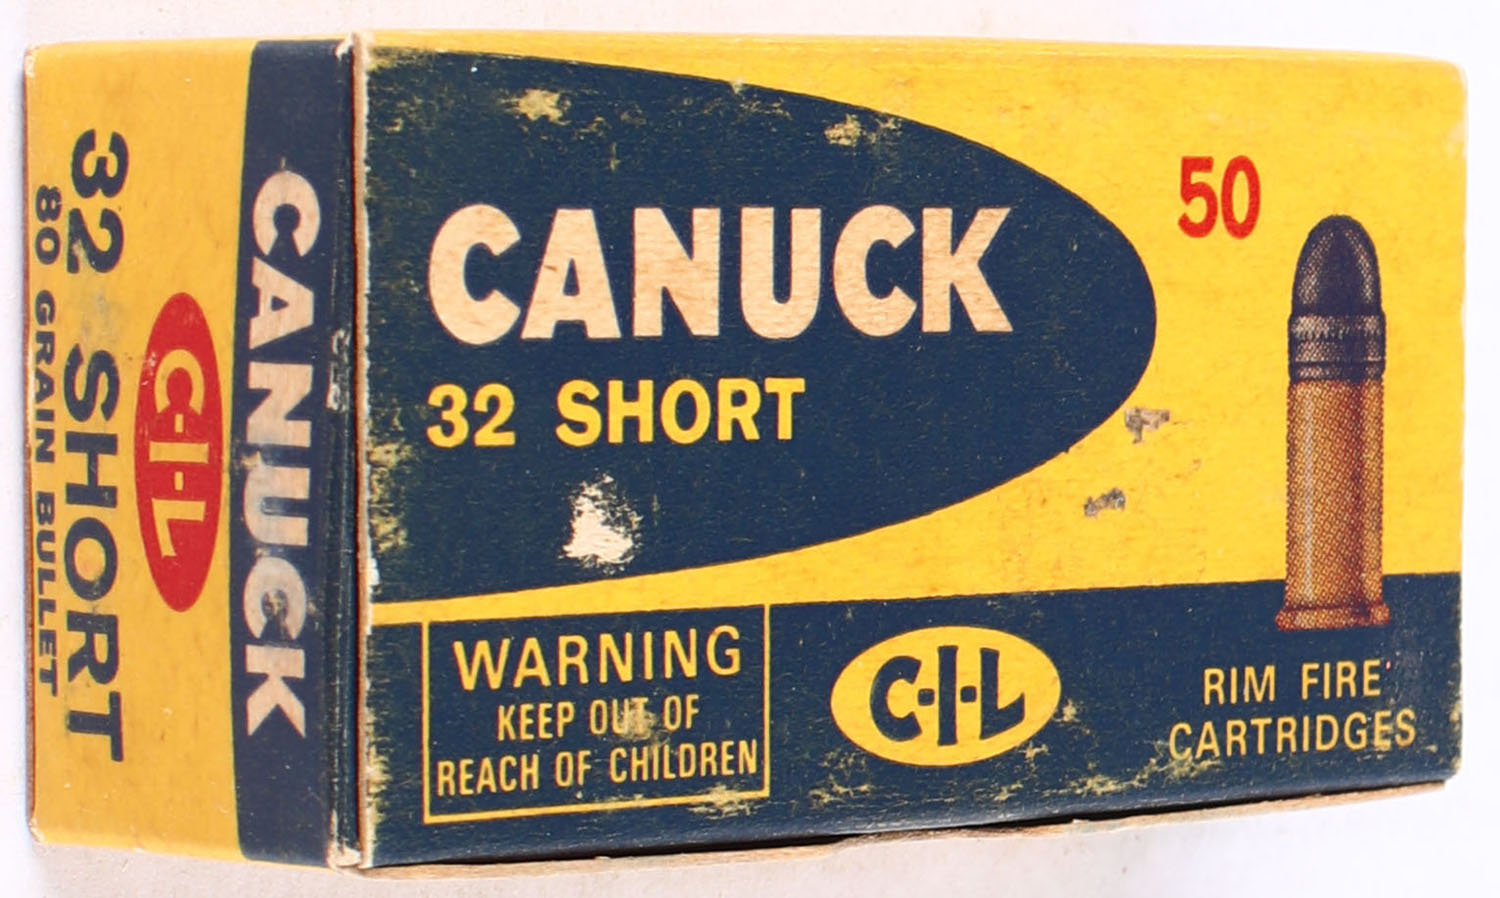 CANUCK
32 SHORT
50
WARNING
KEEP OUT OF
REACH OF CHILDREN
C-I-L
RIM FIRE
CARTRIDGES
CANUCK
C-I-L
32 SHORT
80 GRAIN BULLET